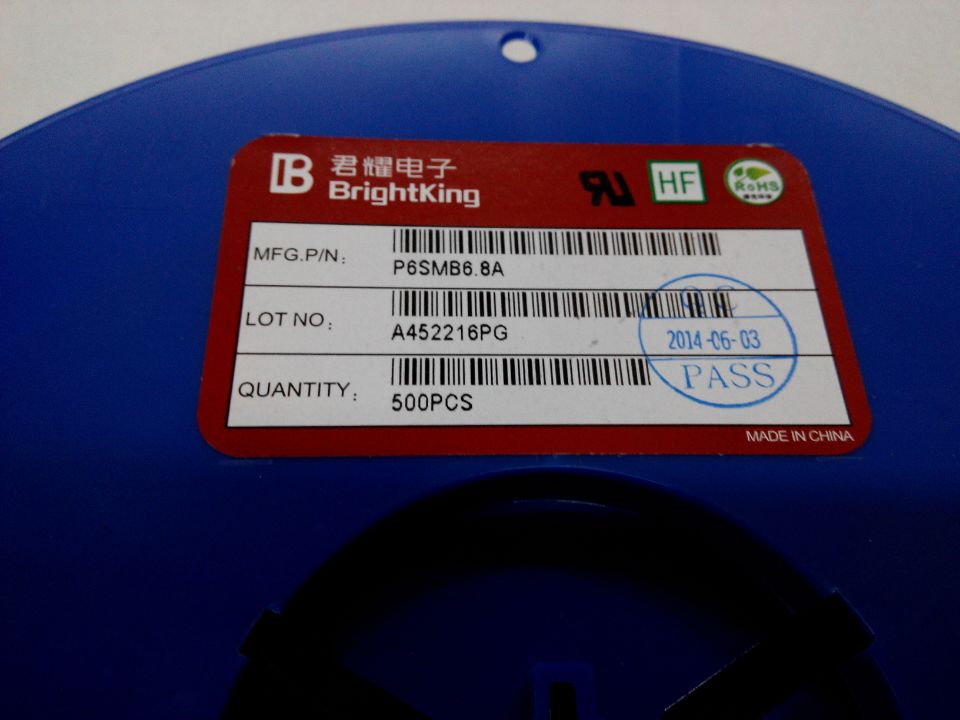 君耀电子
BrightKing
HF
RoHS
MFG.P/N:
P6SMB6.8A
LOT NO:
A452216PG
QUANTITY:
500PCS
QC
2014-06-03
PASS
MADE IN CHINA